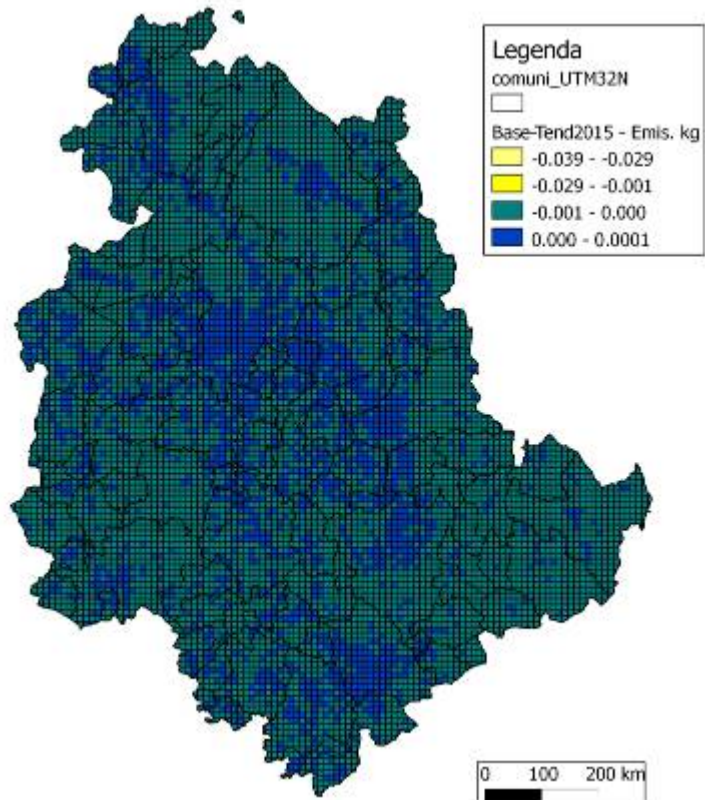 Legenda
comuni_UTM32N
Base-Tend2015 - Emis. kg
-0.039 - -0.029
-0.029 - -0.001
-0.001 - 0.000
0.000 - 0.0001
0 100 200 km